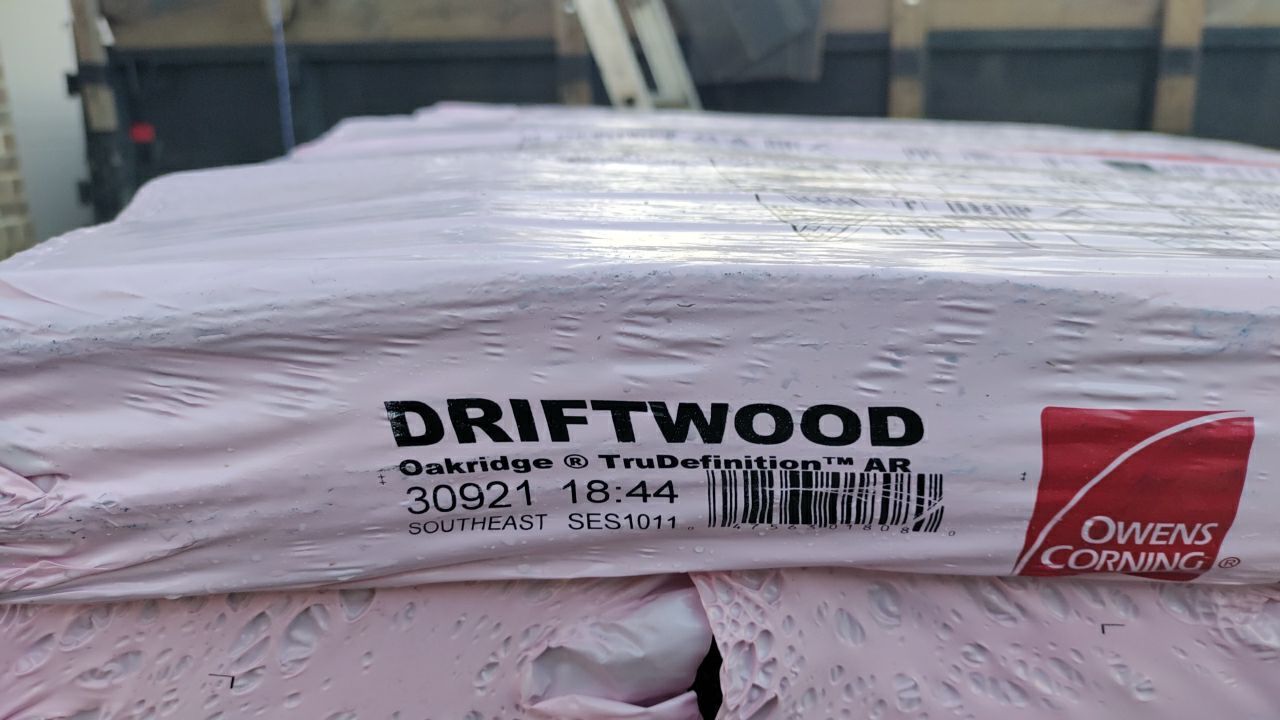 DRIFTWOOD
Oakridge ® TruDefinition™ AR
30921 18:44
SOUTHEAST SES1011
OWENS
CORNING ®